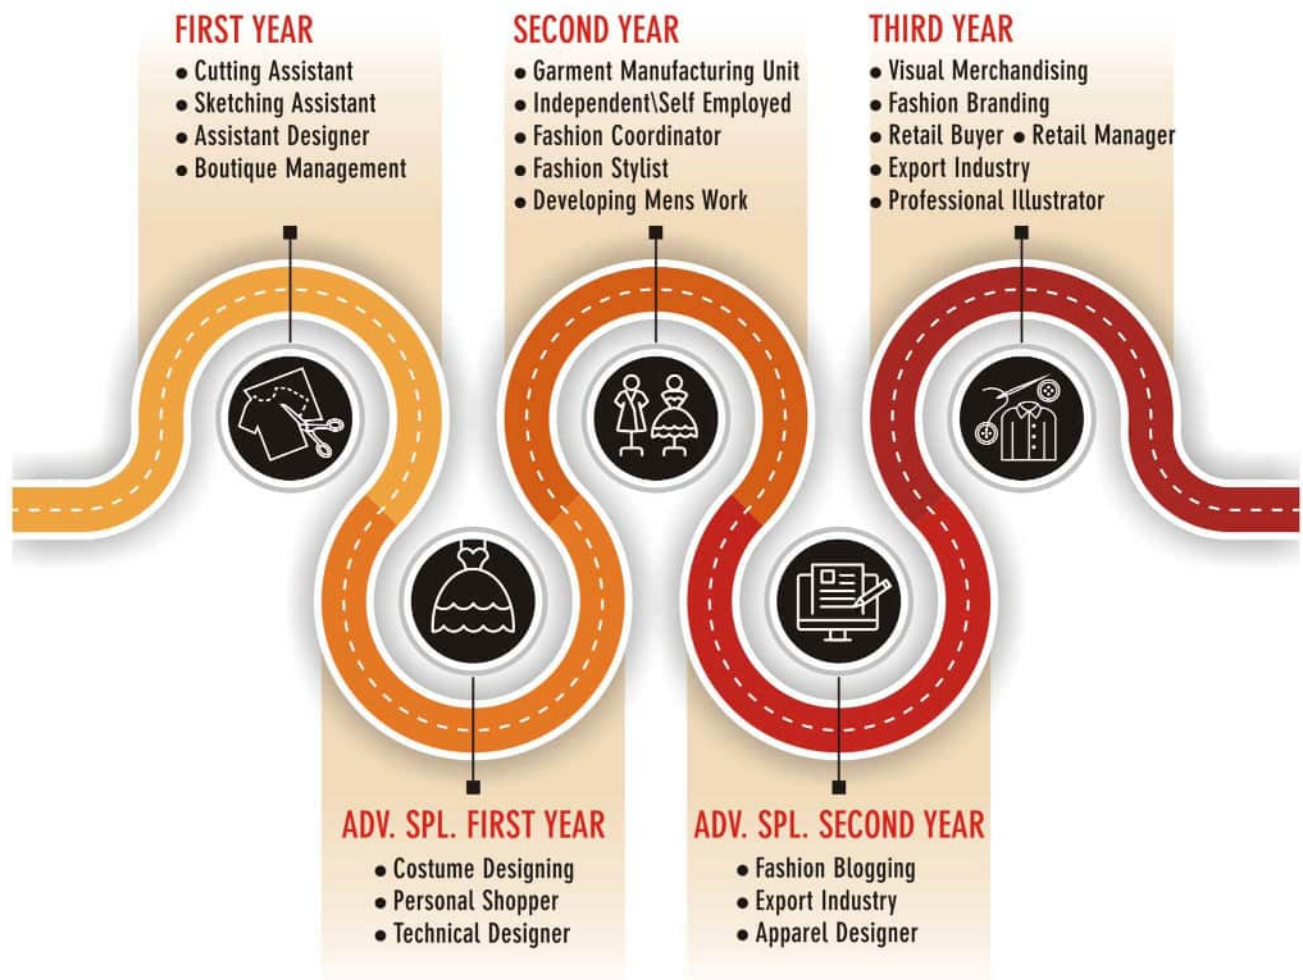 FIRST YEAR
• Cutting Assistant
• Sketching Assistant
• Assistant Designer
• Boutique Management
SECOND YEAR
• Garment Manufacturing Unit
• Independent\Self Employed
• Fashion Coordinator
• Fashion Stylist
• Developing Mens Work
THIRD YEAR
• Visual Merchandising
• Fashion Branding
• Retail Buyer • Retail Manager
• Export Industry
• Professional Illustrator
ADV. SPL. FIRST YEAR
• Costume Designing
• Personal Shopper
• Technical Designer
ADV. SPL. SECOND YEAR
• Fashion Blogging
• Export Industry
• Apparel Designer